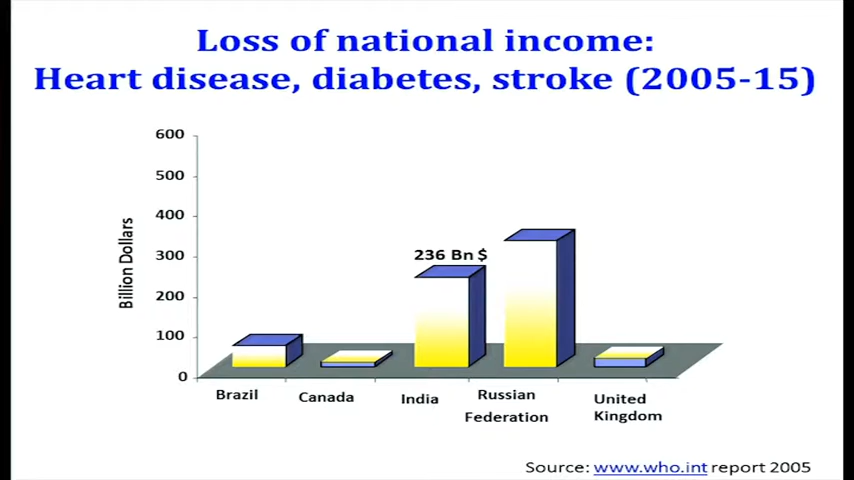 Loss of national income:
Heart disease, diabetes, stroke (2005-15)
600
500
400
300
200
100
0
Billion Dollars
236 Bn $
Brazil
Canada
India
Russian
Federation
United
Kingdom
Source: www.who.int report 2005